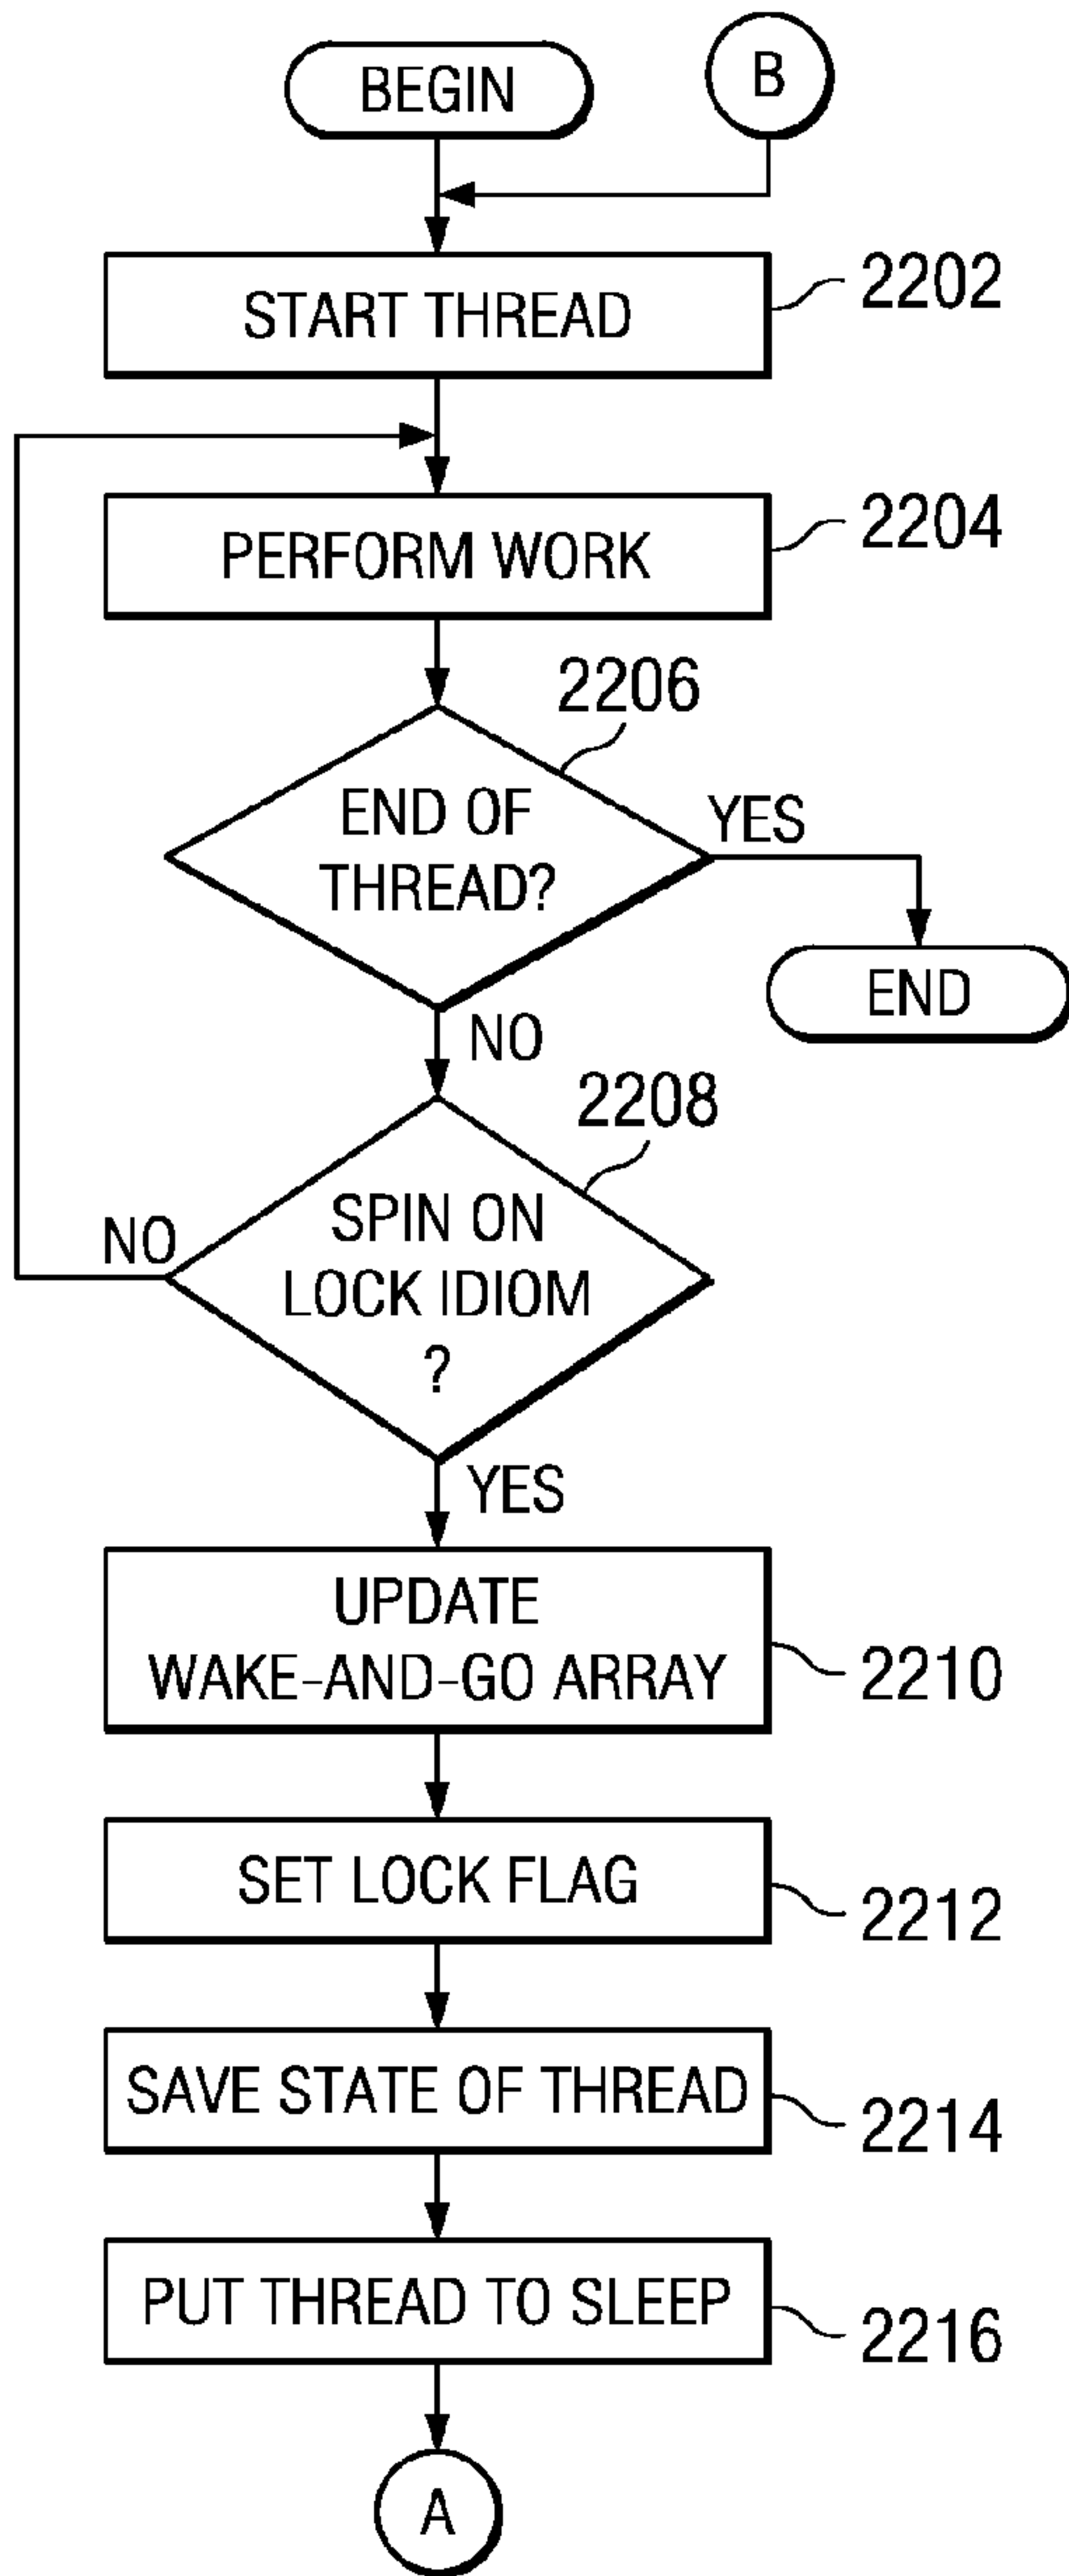 BEGIN
B
START THREAD
2202
PERFORM WORK
2204
2206
END OF
THREAD?
YES
END
NO
2208
SPIN ON
LOCK IDIOM
?
NO
YES
UPDATE
WAKE-AND-GO ARRAY
2210
SET LOCK FLAG
2212
SAVE STATE OF THREAD
2214
PUT THREAD TO SLEEP
2216
A